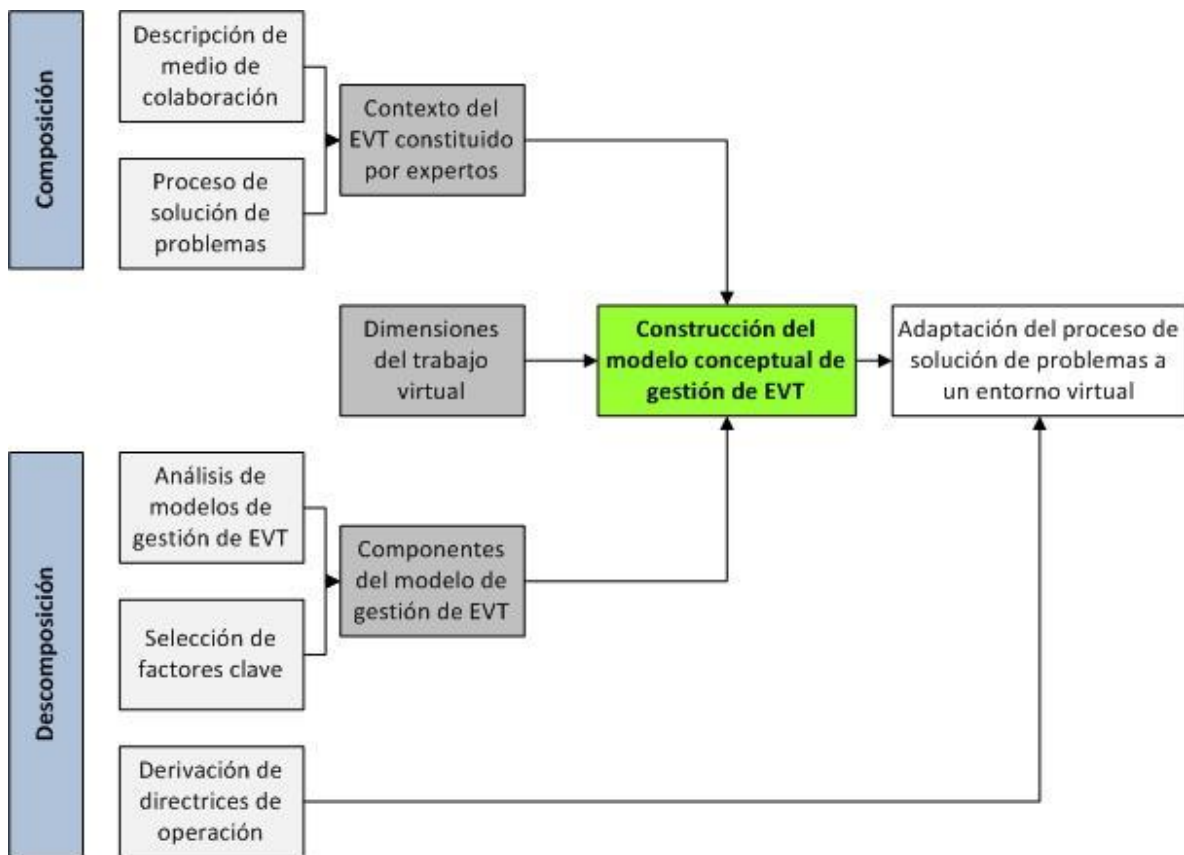 Composición
Descripción de
medio de
colaboración
Proceso de
solución de
problemas
Contexto del
EVT constituido
por expertos
Dimensiones
del trabajo
virtual
Construcción del
modelo conceptual de
gestión de EVT
Adaptación del proceso de
solución de problemas a
un entorno virtual
Descomposición
Análisis de
modelos de
gestión de EVT
Selección de
factores clave
Componentes
del modelo de
gestión de EVT
Derivación de
directrices de
operación